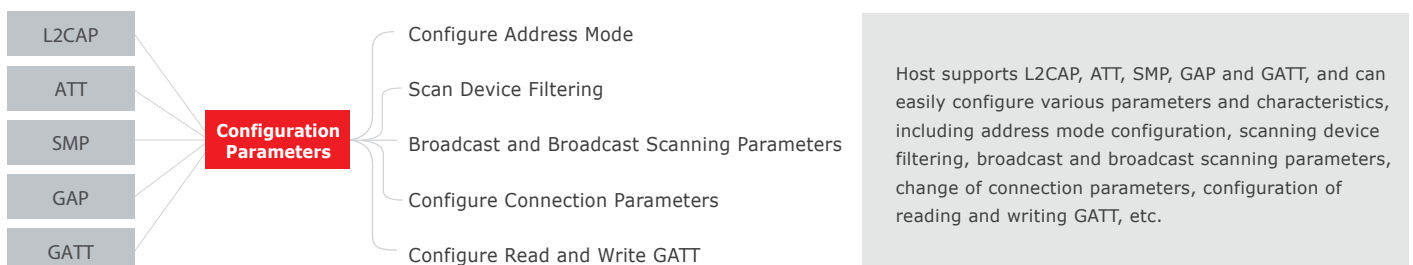 L2CAP
ATT
SMP
GAP
GATT
Configuration
Parameters
Configure Address Mode
Scan Device Filtering
Broadcast and Broadcast Scanning Parameters
Configure Connection Parameters
Configure Read and Write GATT
Host supports L2CAP, ATT, SMP, GAP and GATT, and can
easily configure various parameters and characteristics,
including address mode configuration, scanning device
filtering, broadcast and broadcast scanning parameters,
change of connection parameters, configuration of
reading and writing GATT, etc.